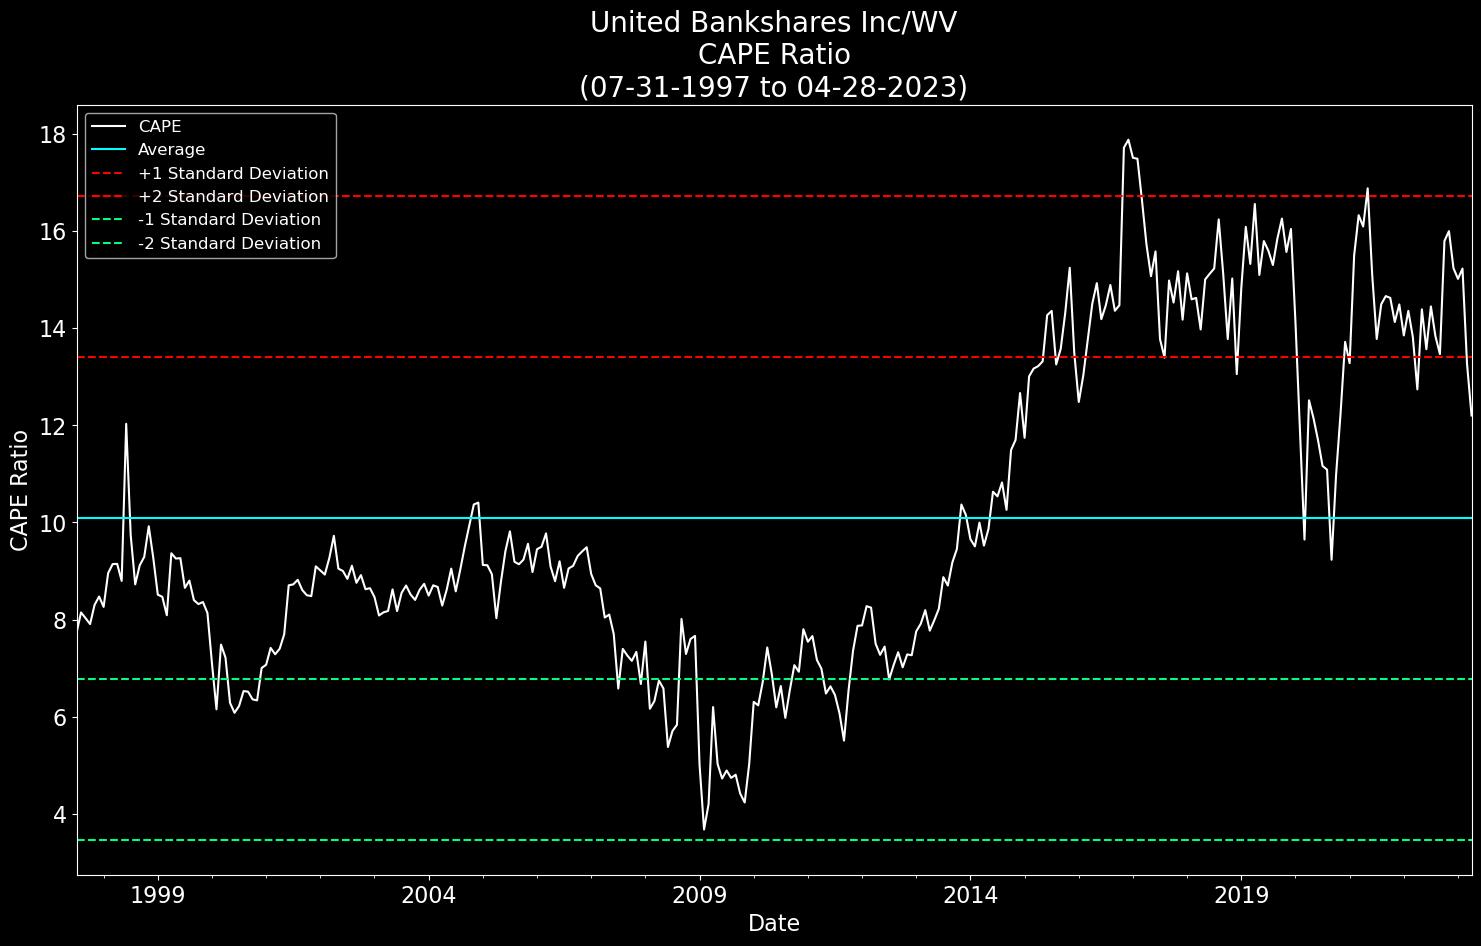 United Bankshares Inc/WV
CAPE Ratio
(07-31-1997 to 04-28-2023)
CAPE
Average
+1 Standard Deviation
+2 Standard Deviation
-1 Standard Deviation
-2 Standard Deviation
18
16
14
12
10
8
6
4
CAPE Ratio
1999
2004
2009
2014
2019
Date